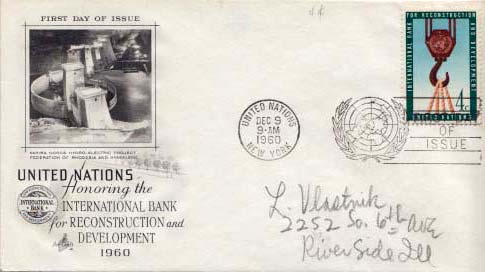 FIRST DAY OF ISSUE
KARIBA GORGE HYDRO-ELECTRIC PROJECT
FEDERATION OF RHODESIA AND NYASALAND
UNITED NATIONS
Honoring the
INTERNATIONAL BANK
for RECONSTRUCTION and
DEVELOPMENT
1960
INTERNATIONAL
BANK
ArtCraft
UNITED NATIONS
DEC 9
9-AM
1960
NEW YORK
INTERNATIONAL BANK
FOR RECONSTRUCTION
AND DEVELOPMENT
4c
UNITED NATIONS
OF
ISSUE
L. Vlastnik
2252 So. 6th Ave
RiverSide Ill